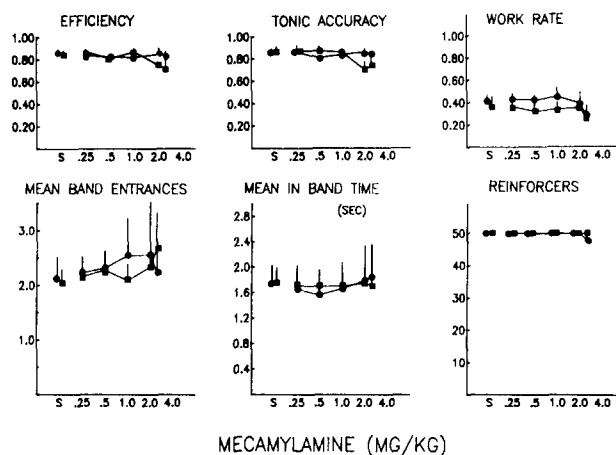 EFFICIENCY
1.00
0.80
0.60
0.40
0.20
S .25 .5 1.0 2.0 4.0
TONIC ACCURACY
1.00
0.80
0.60
0.40
0.20
S .25 .5 1.0 2.0 4.0
WORK RATE
1.00
0.80
0.60
0.40
0.20
S .25 .5 1.0 2.0 4.0
MEAN BAND ENTRANCES
3.0
2.0
1.0
S .25 .5 1.0 2.0 4.0
MEAN IN BAND TIME
(SEC)
2.8
2.4
2.0
1.6
1.2
0.8
0.4
S .25 .5 1.0 2.0 4.0
REINFORCERS
50
40
30
20
10
S .25 .5 1.0 2.0 4.0
MECAMYLAMINE (MG/KG)